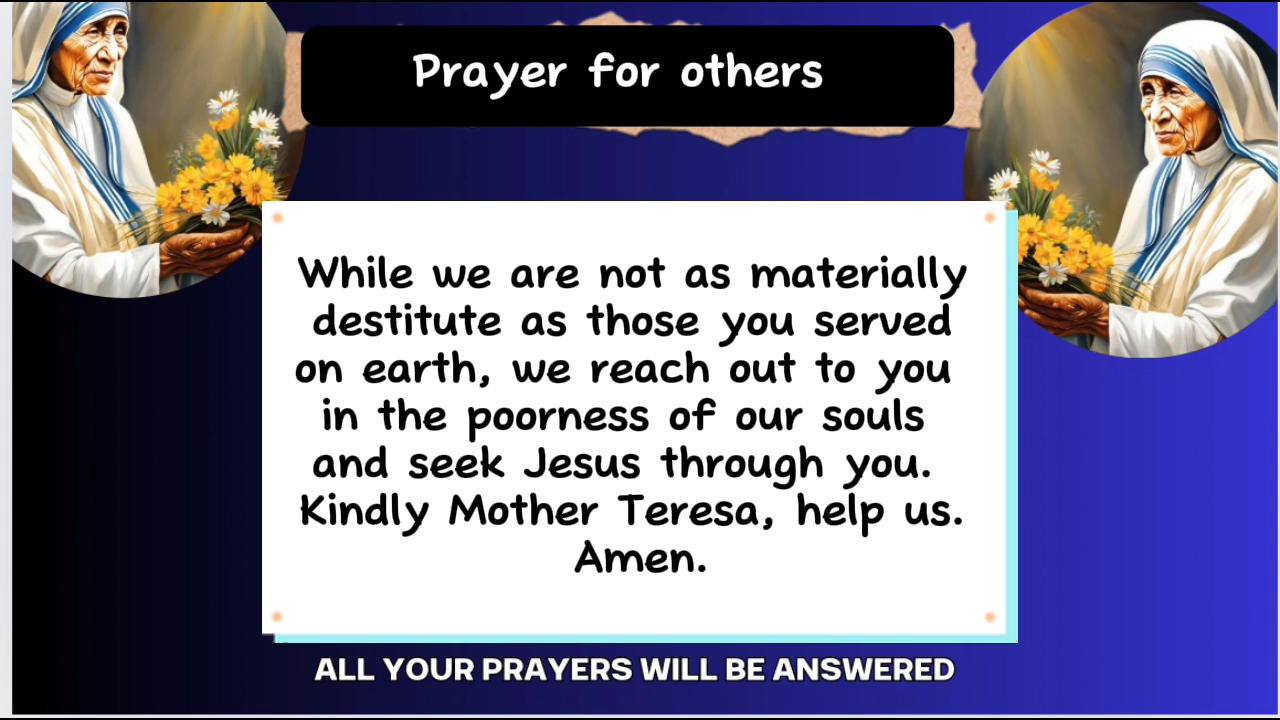 Prayer for others
While we are not as materially
destitute as those you served
on earth, we reach out to you
in the poorness of our souls
and seek Jesus through you.
Kindly Mother Teresa, help us.
Amen.
ALL YOUR PRAYERS WILL BE ANSWERED